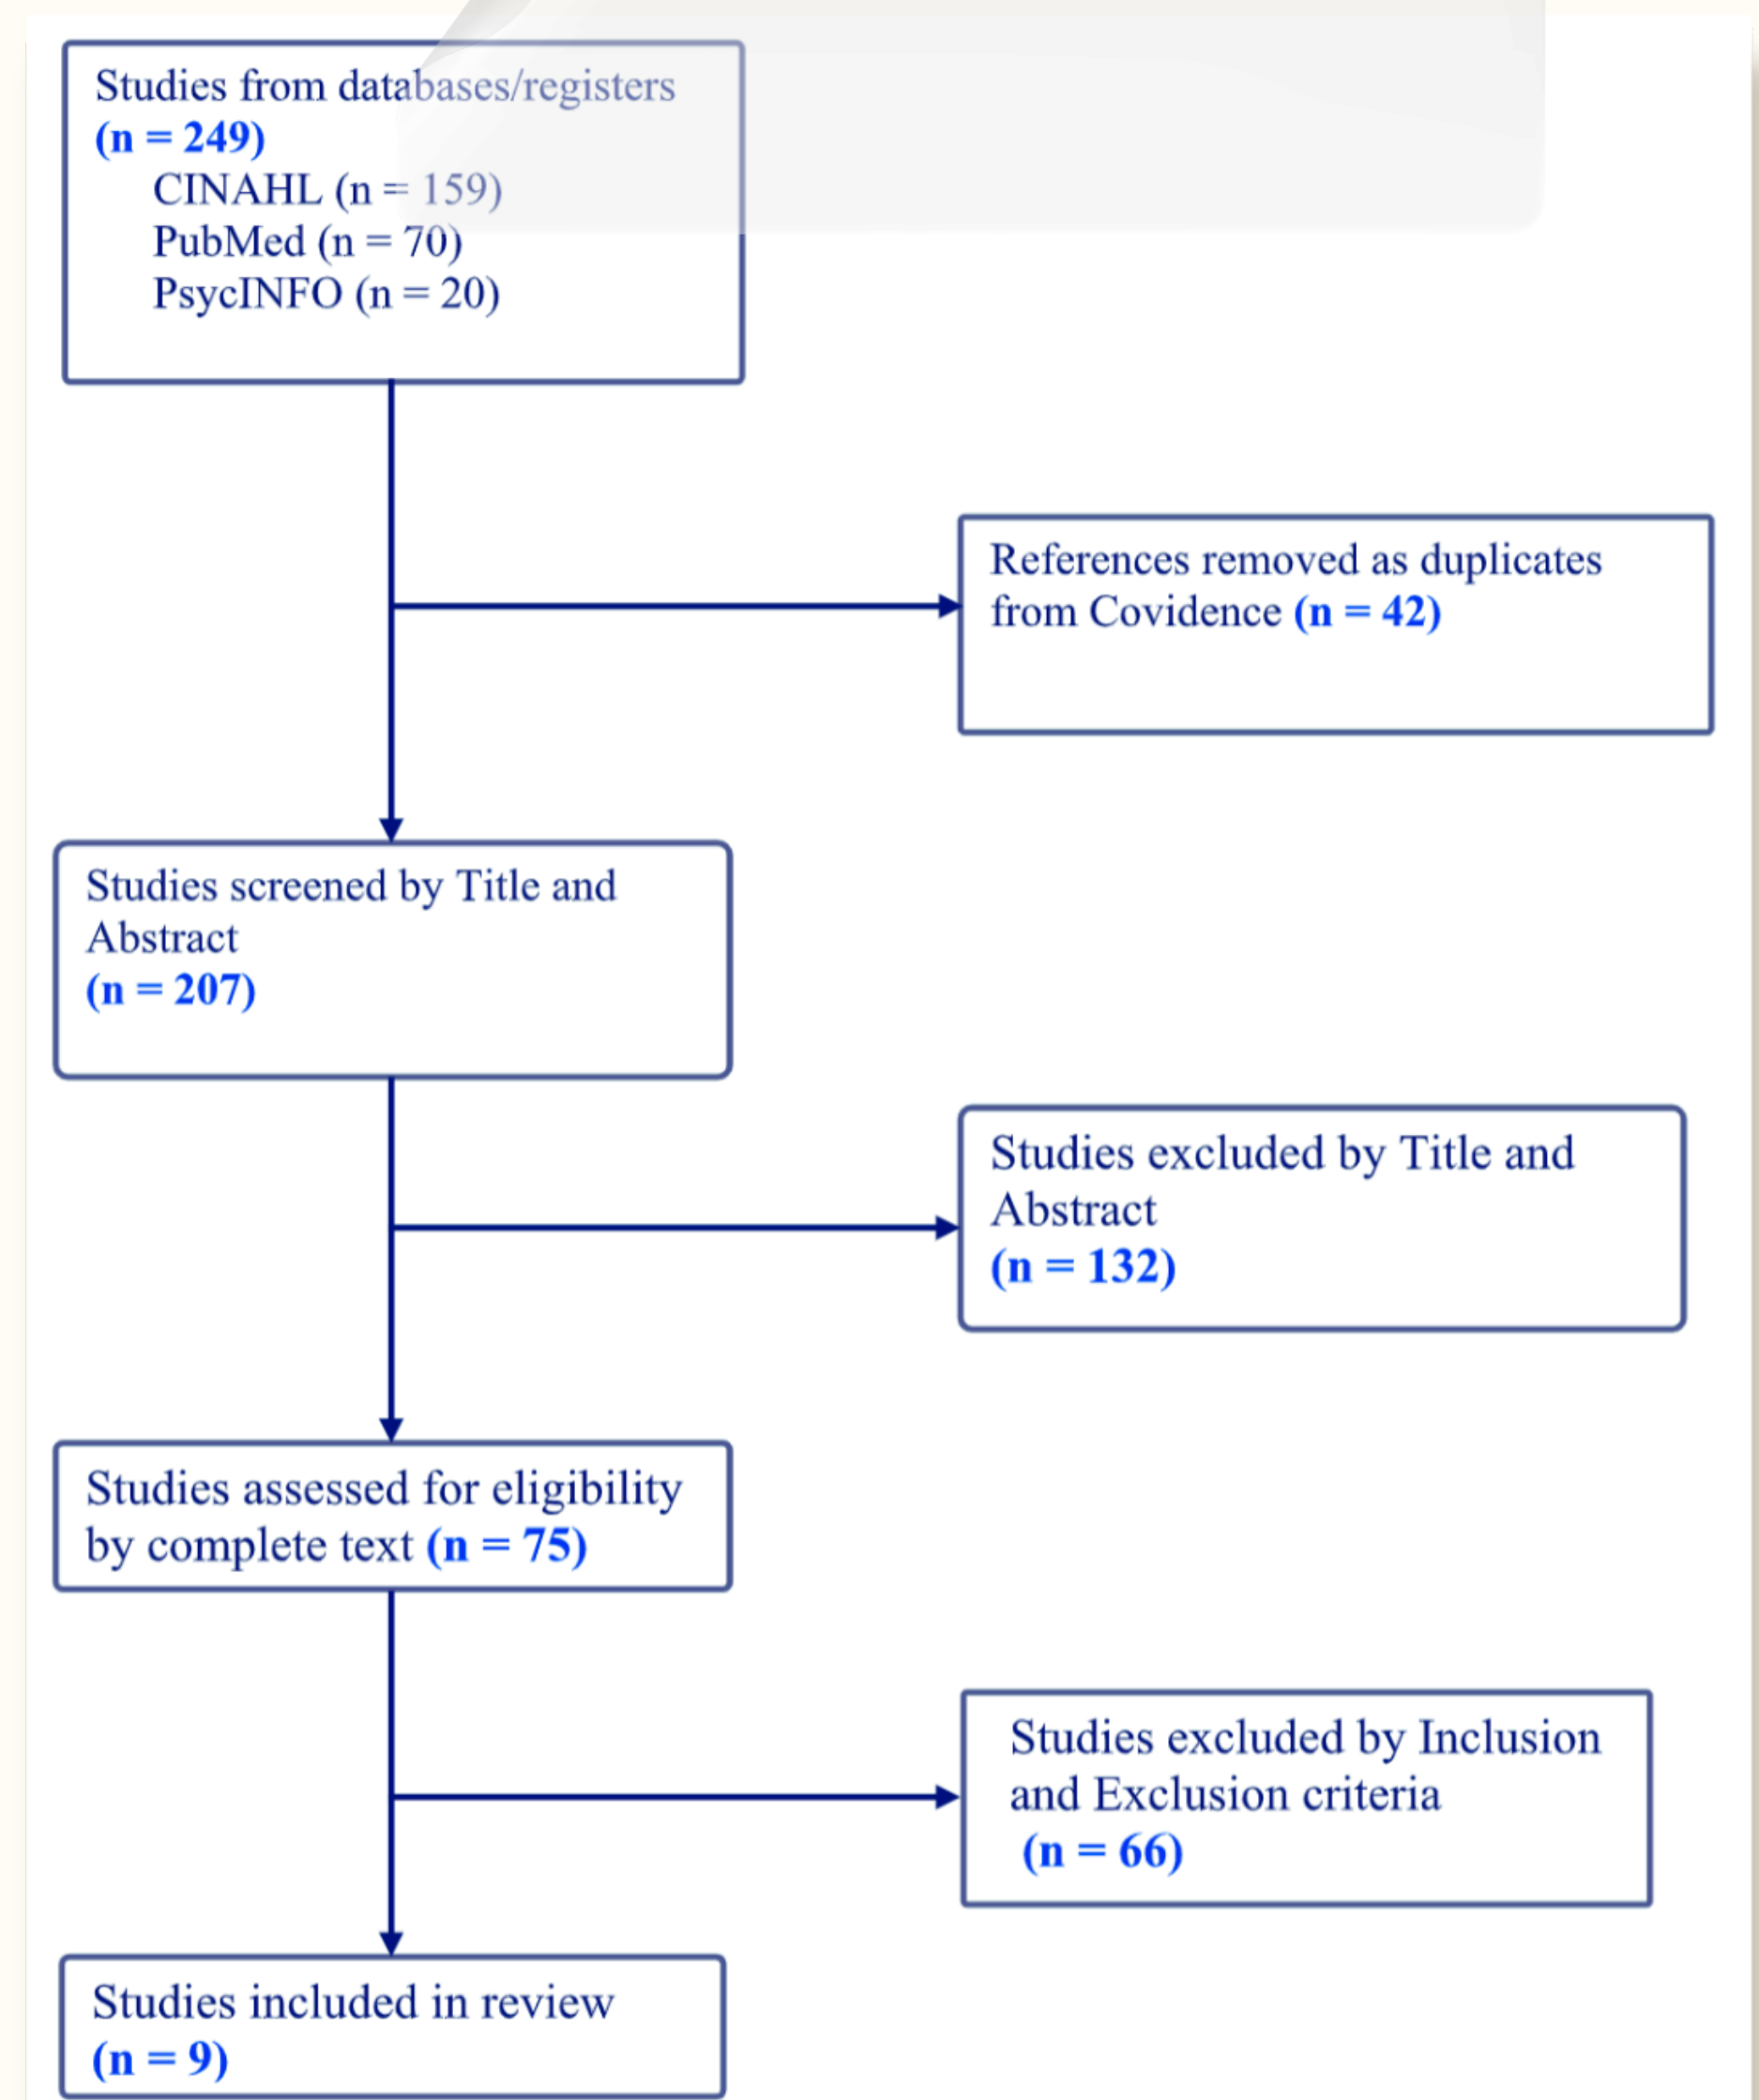 Studies from databases/registers
(n = 249)
CINAHL (n = 159)
PubMed (n = 70)
PsycINFO (n = 20)
References removed as duplicates
from Covidence (n = 42)
Studies screened by Title and
Abstract
(n = 207)
Studies excluded by Title and
Abstract
(n = 132)
Studies assessed for eligibility
by complete text (n = 75)
Studies excluded by Inclusion
and Exclusion criteria
(n = 66)
Studies included in review
(n = 9)